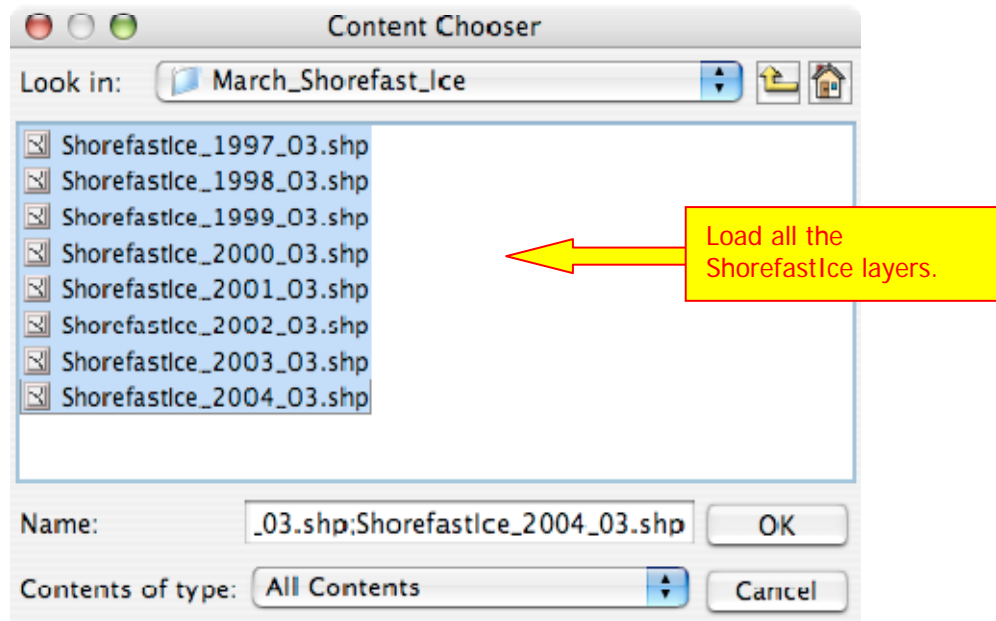 Content Chooser
Look in: March_Shorefast_Ice
ShorefastIce_1997_03.shp
ShorefastIce_1998_03.shp
ShorefastIce_1999_03.shp
ShorefastIce_2000_03.shp
ShorefastIce_2001_03.shp
ShorefastIce_2002_03.shp
ShorefastIce_2003_03.shp
ShorefastIce_2004_03.shp
Load all the
ShorefastIce layers.
Name: _03.shp;ShorefastIce_2004_03.shp OK
Contents of type: All Contents Cancel